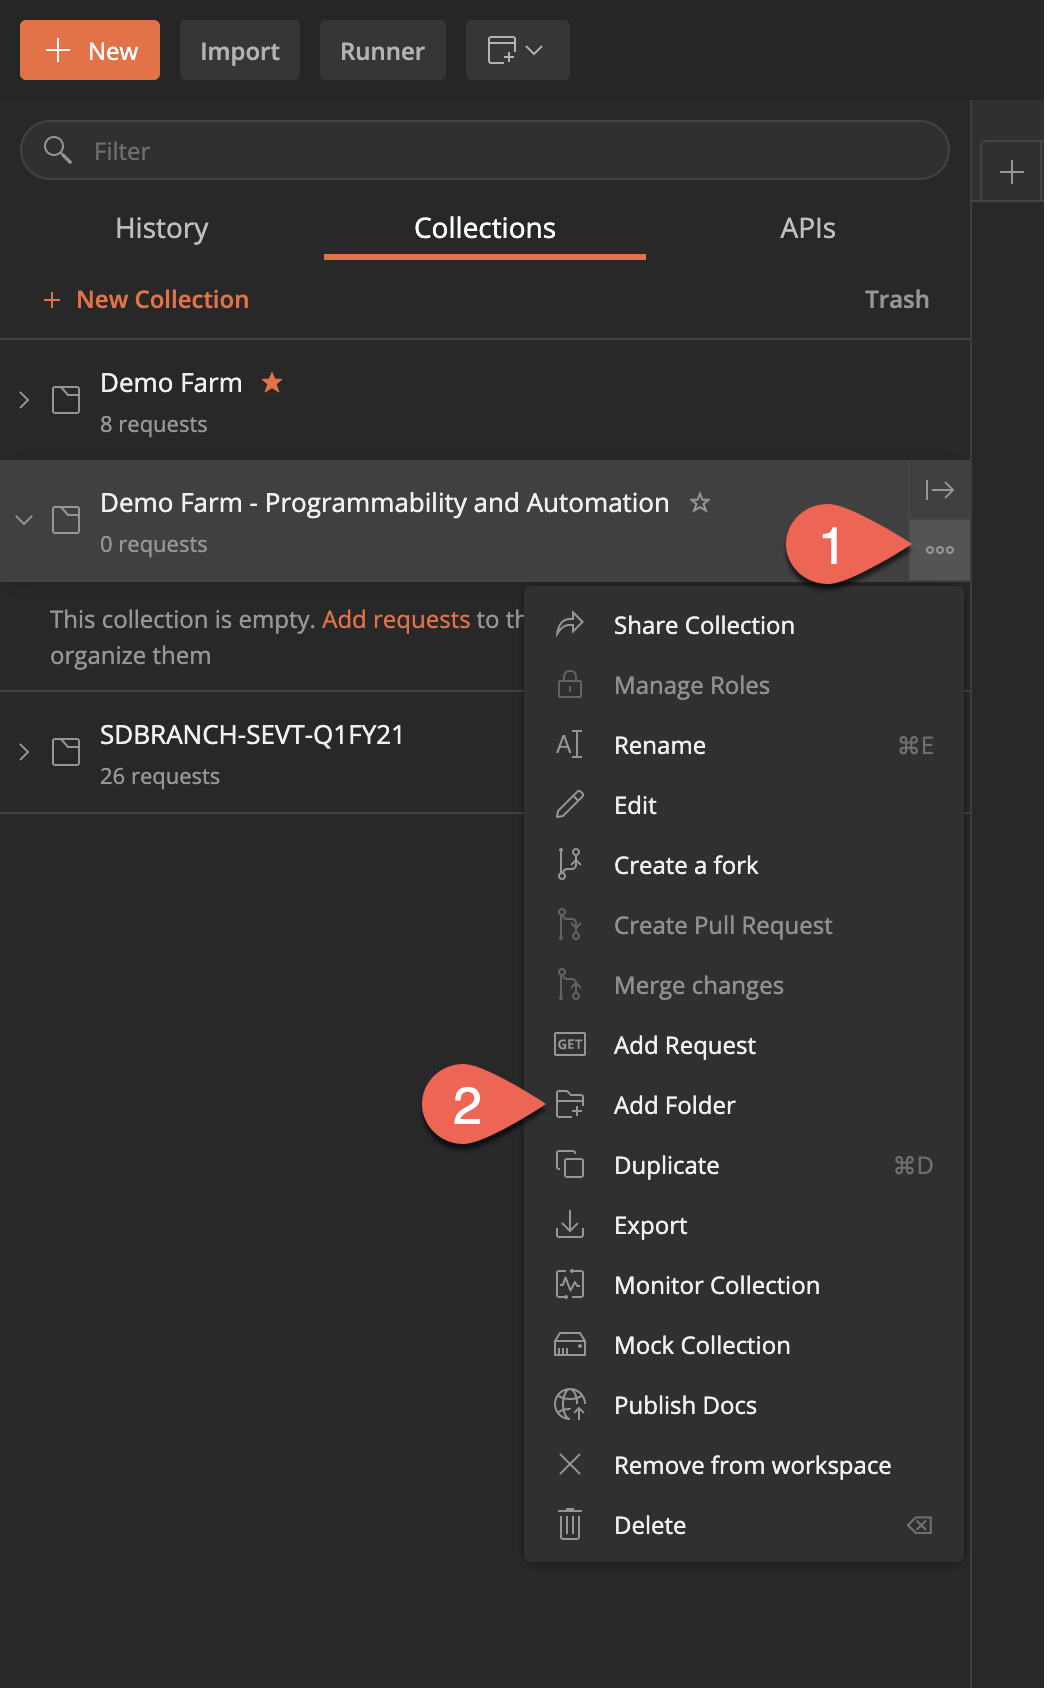 New Import Runner
Filter
History Collections APIs
New Collection Trash
Demo Farm
8 requests
Demo Farm - Programmability and Automation
0 requests
1
This collection is empty. Add requests to th
organize them
SDBRANCH-SEVT-Q1FY21
26 requests
Share Collection
Manage Roles
Rename ⌘E
Edit
Create a fork
Create Pull Request
Merge changes
GET Add Request
2 Add Folder
Duplicate ⌘D
Export
Monitor Collection
Mock Collection
Publish Docs
Remove from workspace
Delete ⌫